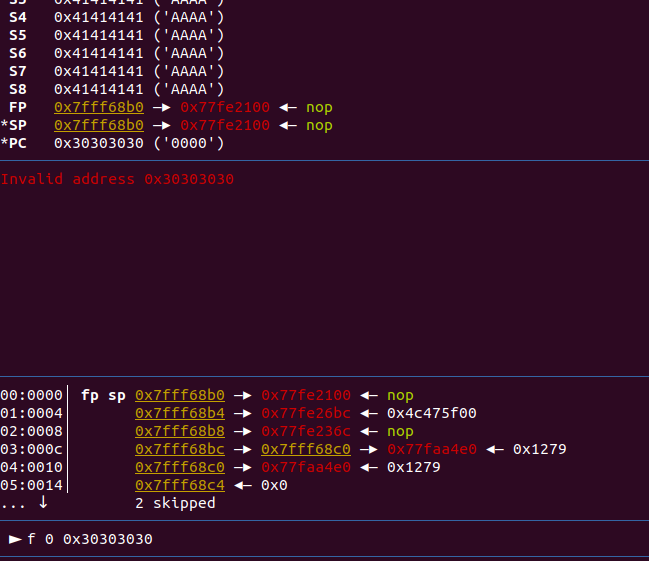 S3 0x41414141 ('AAAA')
S4 0x41414141 ('AAAA')
S5 0x41414141 ('AAAA')
S6 0x41414141 ('AAAA')
S7 0x41414141 ('AAAA')
S8 0x41414141 ('AAAA')
FP 0x7fff68b0 —▸ 0x77fe2100 ◂— nop
*SP 0x7fff68b0 —▸ 0x77fe2100 ◂— nop
*PC 0x30303030 ('0000')
Invalid address 0x30303030
00:0000│ fp sp 0x7fff68b0 —▸ 0x77fe2100 ◂— nop
01:0004│ 0x7fff68b4 —▸ 0x77fe26bc ◂— 0x4c475f00
02:0008│ 0x7fff68b8 —▸ 0x77fe236c ◂— nop
03:000c│ 0x7fff68bc —▸ 0x7fff68c0 —▸ 0x77faa4e0 ◂— 0x1279
04:0010│ 0x7fff68c0 —▸ 0x77faa4e0 ◂— 0x1279
05:0014│ 0x7fff68c4 ◂— 0x0
... ↓ 2 skipped
► f 0 0x30303030